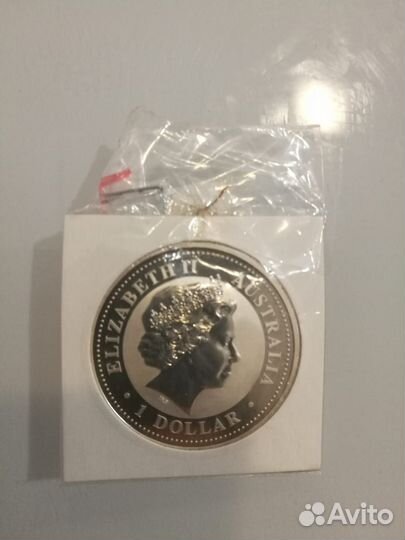 ELIZABETH II AUSTRALIA
1 DOLLAR
Avito